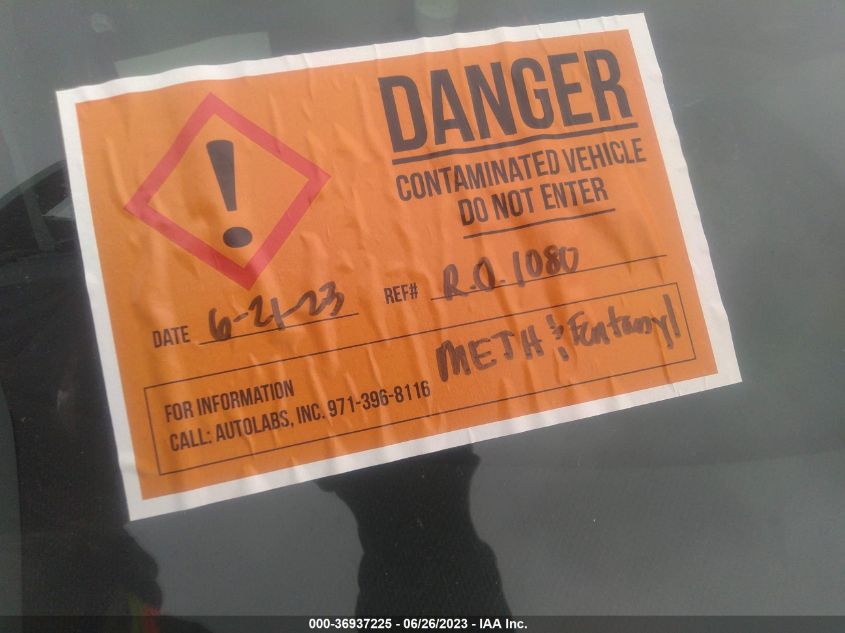 DANGER
CONTAMINATED VEHICLE
DO NOT ENTER
DATE 6-21-23 REF# R.O. 1080
FOR INFORMATION
CALL: AUTOLABS, INC. 971-396-8116
METH & Fentanyl
000-36937225 - 06/26/2023 - IAA Inc.